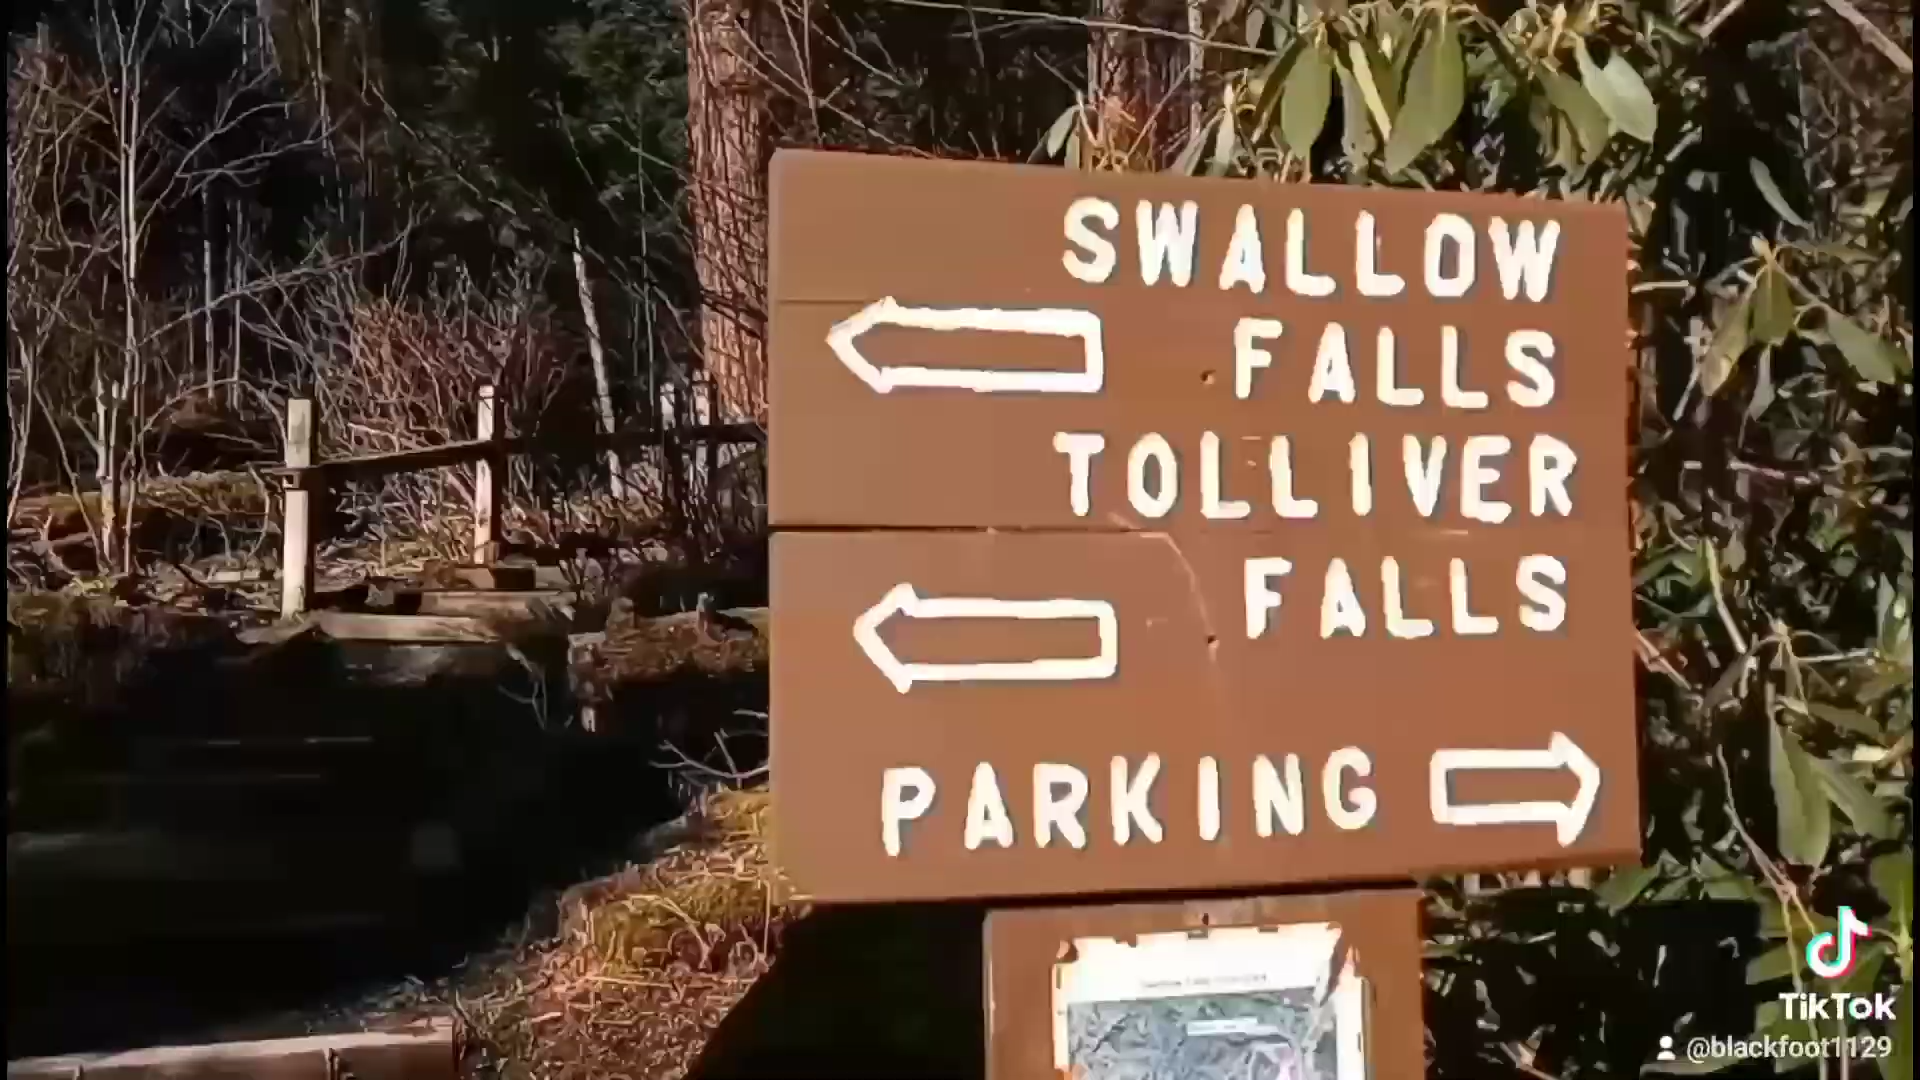 SWALLOW
FALLS
TOLLIVER
FALLS
PARKING
TikTok
@blackfoot1129